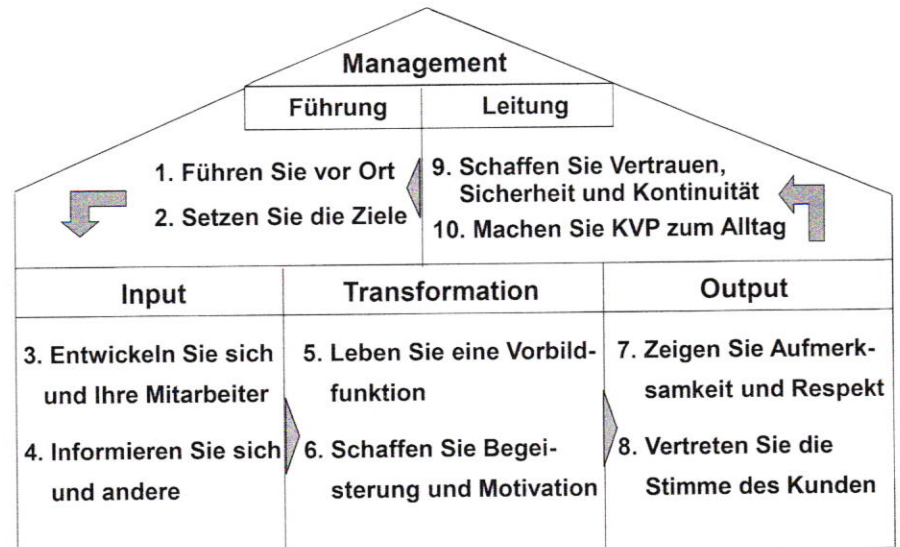 Management
Führung
Leitung
1. Führen Sie vor Ort
2. Setzen Sie die Ziele
9. Schaffen Sie Vertrauen,
Sicherheit und Kontinuität
10. Machen Sie KVP zum Alltag
Input
Transformation
Output
3. Entwickeln Sie sich
und Ihre Mitarbeiter
4. Informieren Sie sich
und andere
5. Leben Sie eine Vorbild-
funktion
6. Schaffen Sie Begei-
sterung und Motivation
7. Zeigen Sie Aufmerk-
samkeit und Respekt
8. Vertreten Sie die
Stimme des Kunden